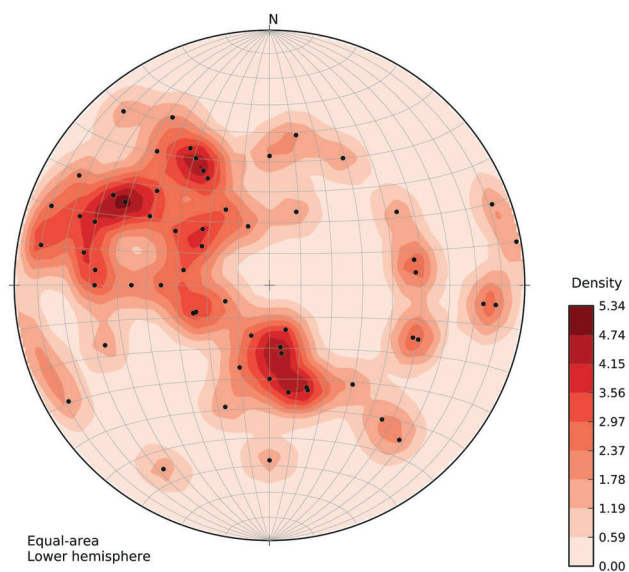 N
Density
5.34
4.74
4.15
3.56
2.97
2.37
1.78
1.19
0.59
0.00
Equal-area
Lower hemisphere